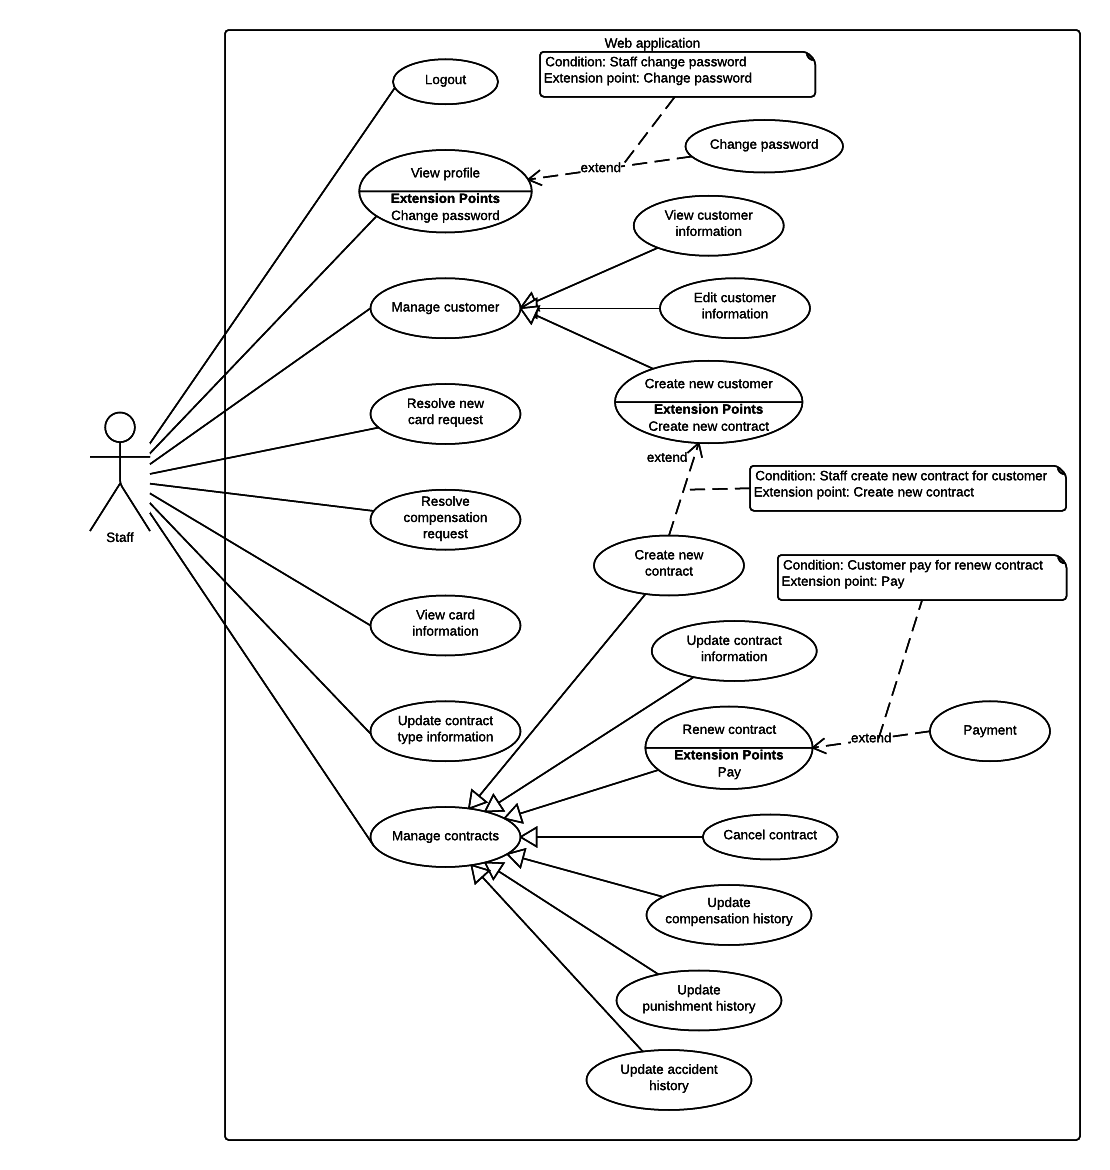 Web application
Condition: Staff change password
Extension point: Change password
Logout
Change password
extend
View profile
Extension Points
Change password
View customer
information
Manage customer
Edit customer
information
Create new customer
Extension Points
Create new contract
Resolve new
card request
extend
Condition: Staff create new contract for customer
Extension point: Create new contract
Resolve
compensation
request
Staff
Create new
contract
Condition: Customer pay for renew contract
Extension point: Pay
View card
information
Update contract
information
Update contract
type information
Renew contract
Extension Points
Pay
extend
Payment
Manage contracts
Cancel contract
Update
compensation history
Update
punishment history
Update accident
history